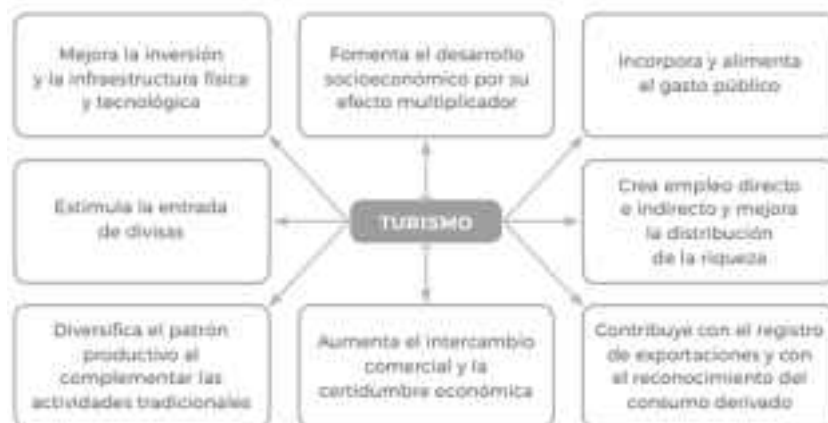 Mejora la inversión
y la infraestructura física
y tecnológica
Fomenta el desarrollo
socioeconómico por su
efecto multiplicador
Incorpora y alimenta
el gasto público
Estimula la entrada
de divisas
TURISMO
Crea empleo directo
e indirecto y mejora
la distribución
de la riqueza
Diversifica el patrón
productivo al
complementar las
actividades tradicionales
Aumenta el intercambio
comercial y la
certidumbre económica
Contribuye con el registro
de exportaciones y con
el reconocimiento del
consumo derivado